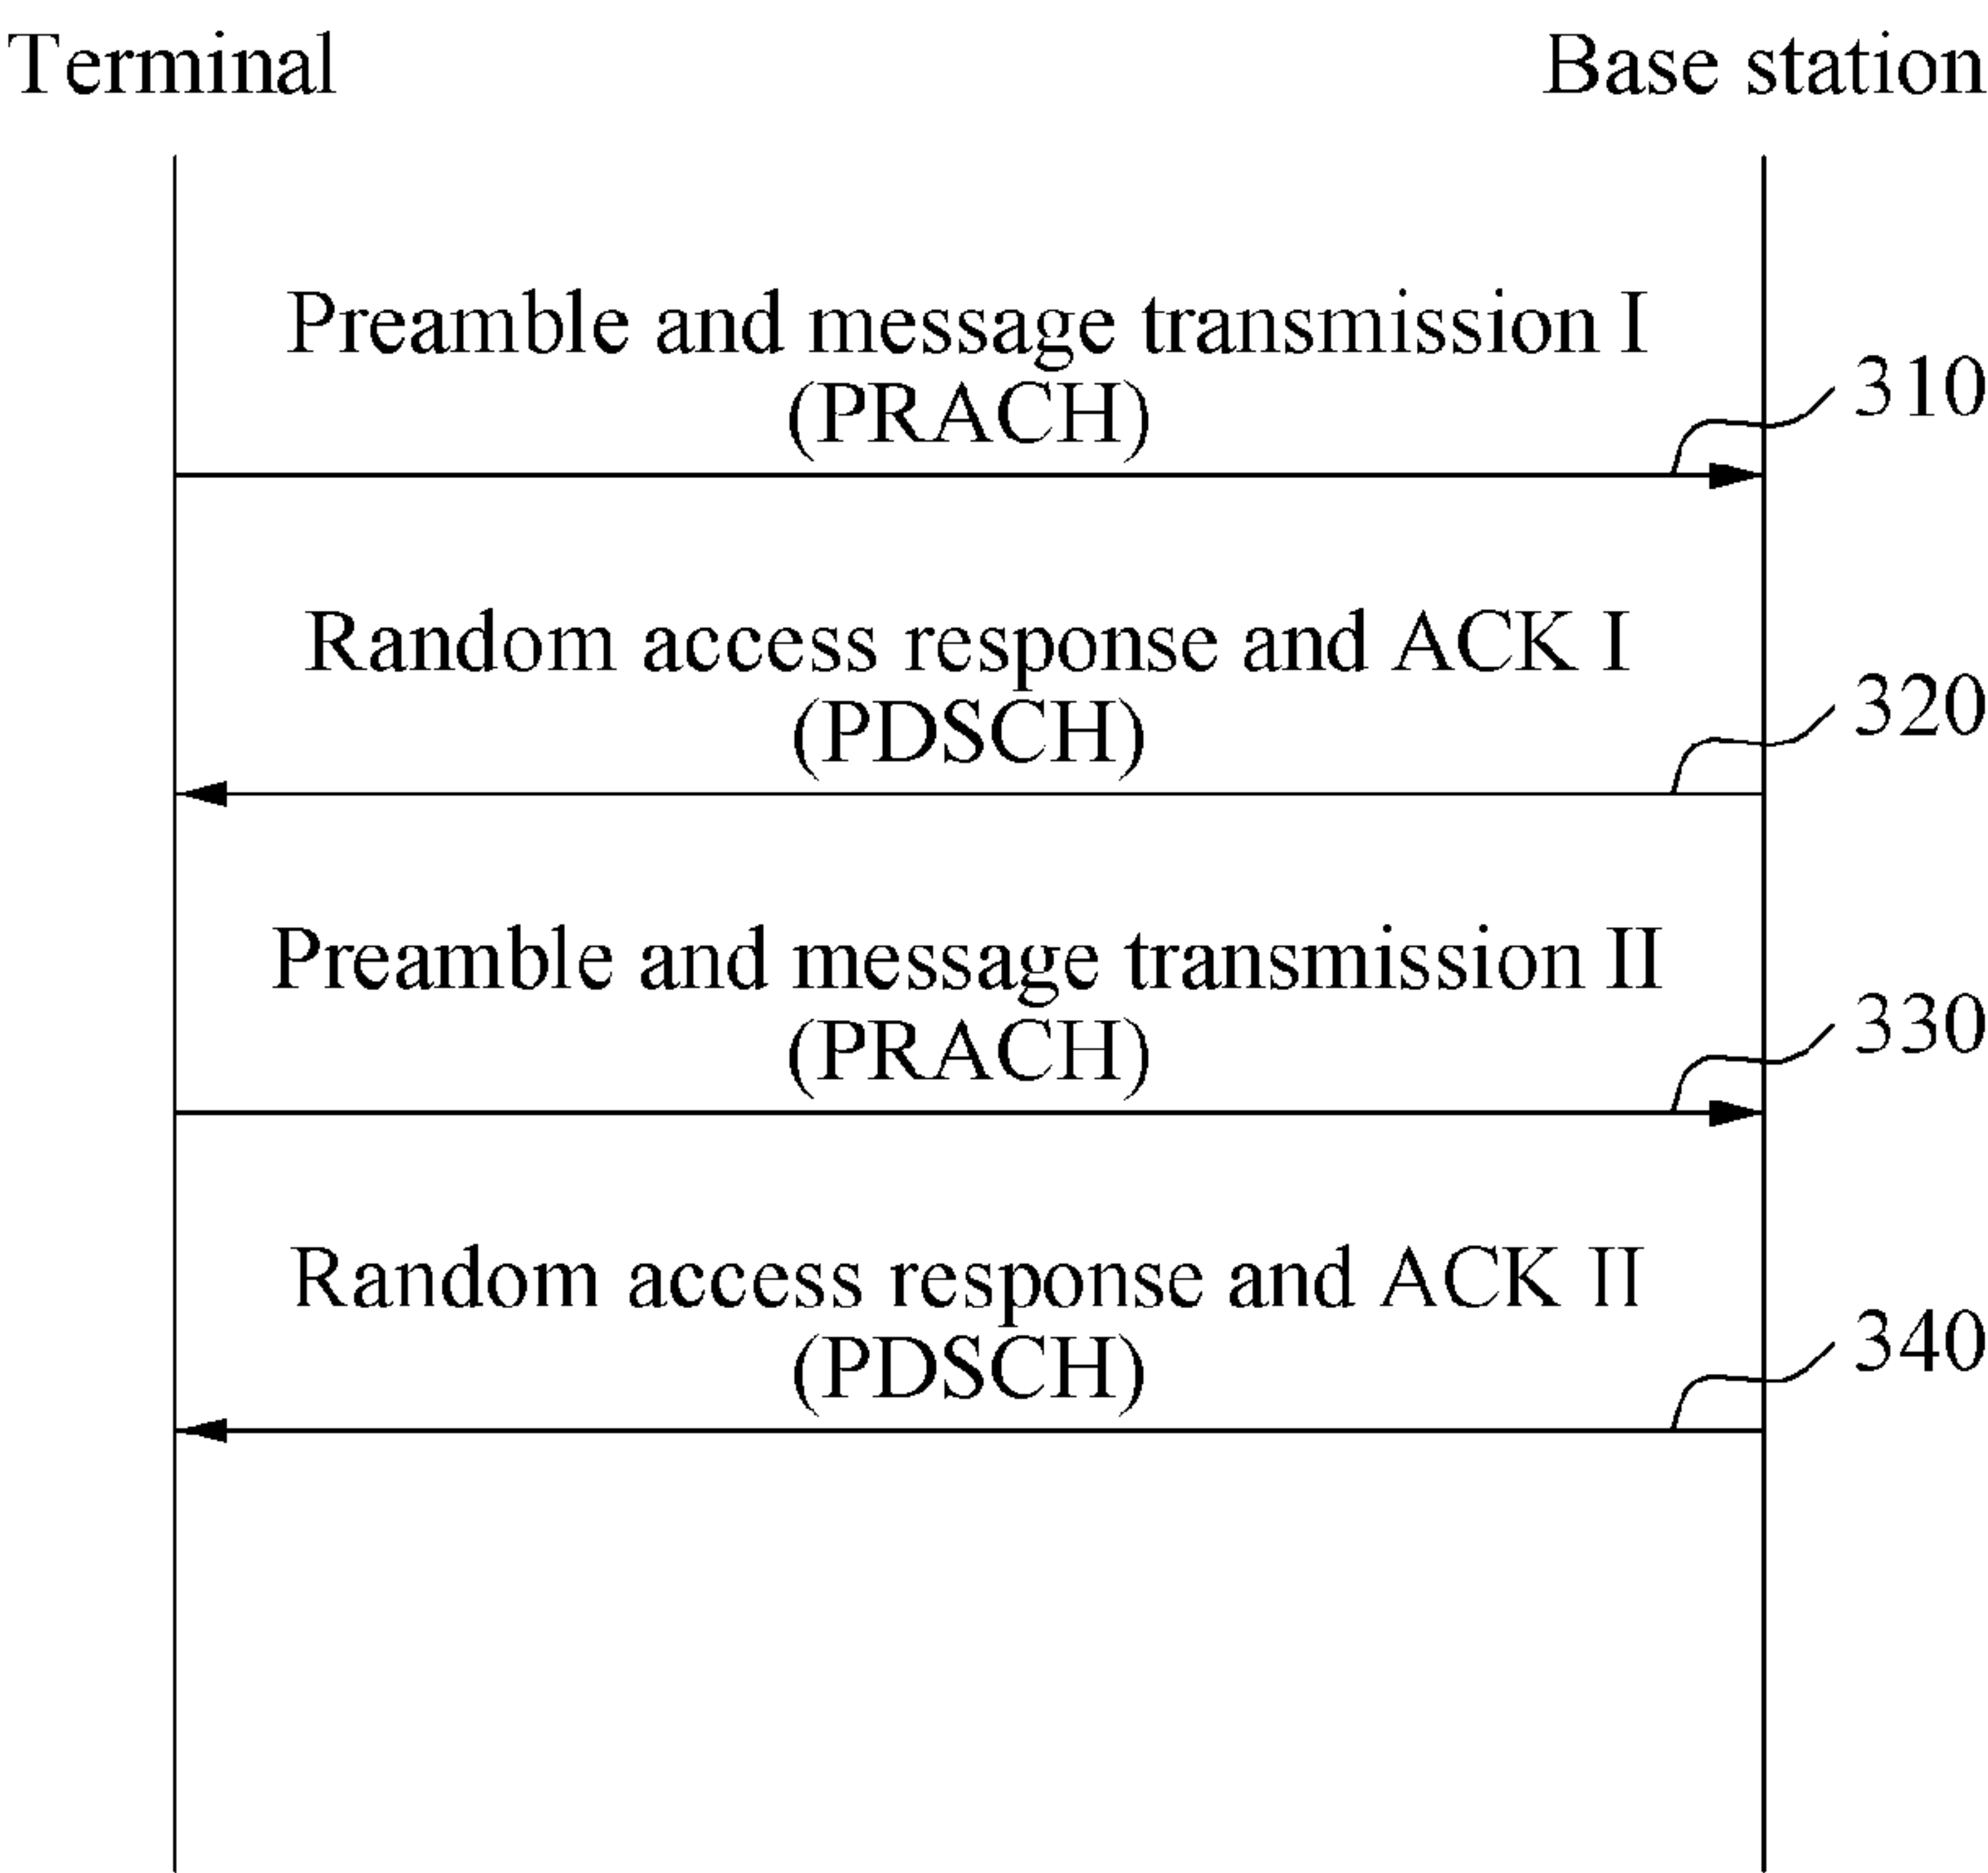 Terminal
Base station
Preamble and message transmission I
(PRACH)
310
Random access response and ACK I
(PDSCH)
320
Preamble and message transmission II
(PRACH)
330
Random access response and ACK II
(PDSCH)
340